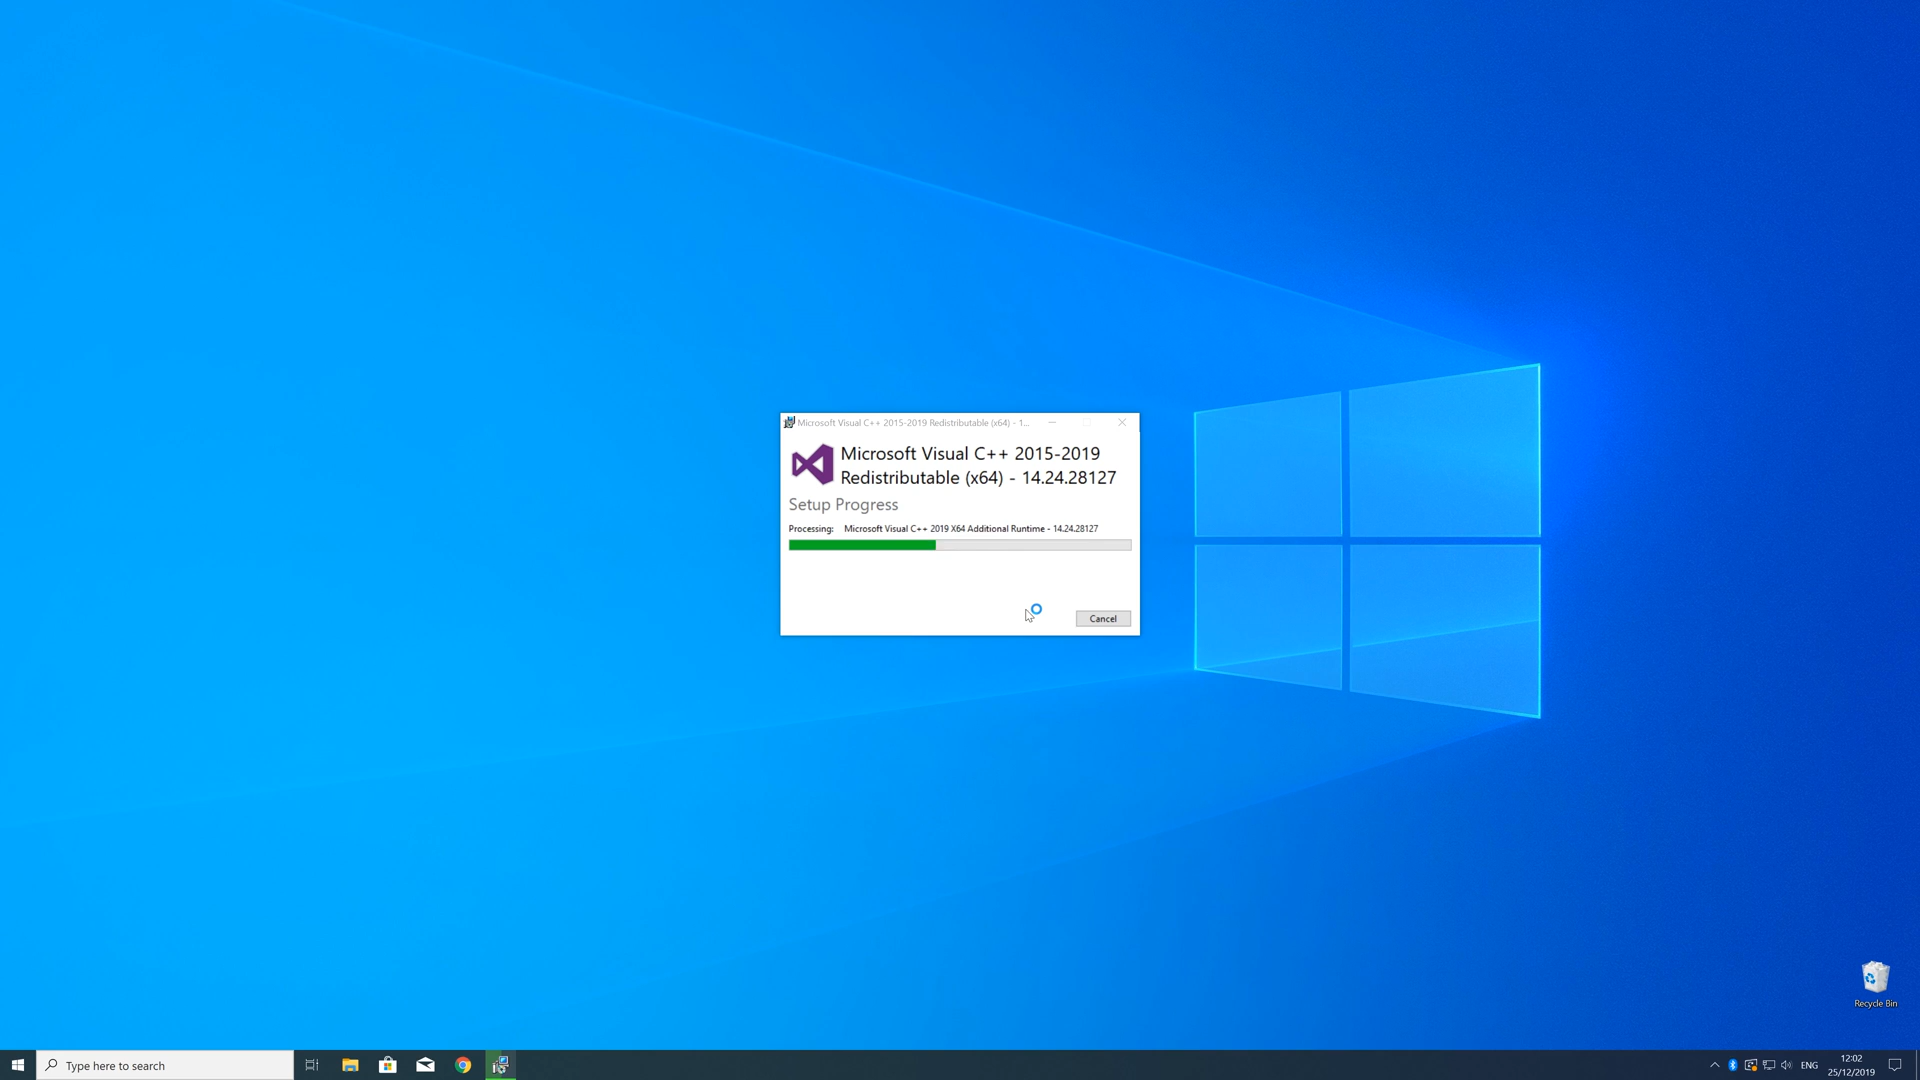 Microsoft Visual C++ 2015-2019 Redistributable (x64) - 1...
Microsoft Visual C++ 2015-2019
Redistributable (x64) - 14.24.28127
Setup Progress
Processing: Microsoft Visual C++ 2019 X64 Additional Runtime - 14.24.28127
Cancel
Recycle Bin
Type here to search
ENG
12:02
25/12/2019